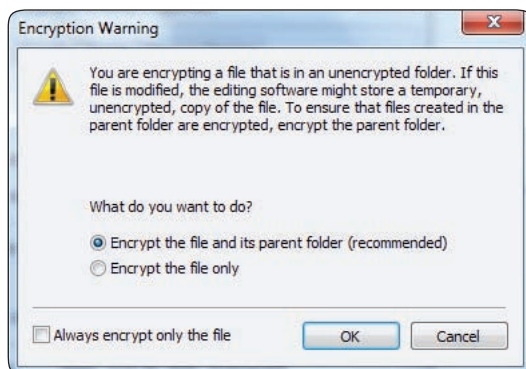 Encryption Warning
You are encrypting a file that is in an unencrypted folder. If this
file is modified, the editing software might store a temporary,
unencrypted, copy of the file. To ensure that files created in the
parent folder are encrypted, encrypt the parent folder.
What do you want to do?
Encrypt the file and its parent folder (recommended)
Encrypt the file only
Always encrypt only the file
OK
Cancel